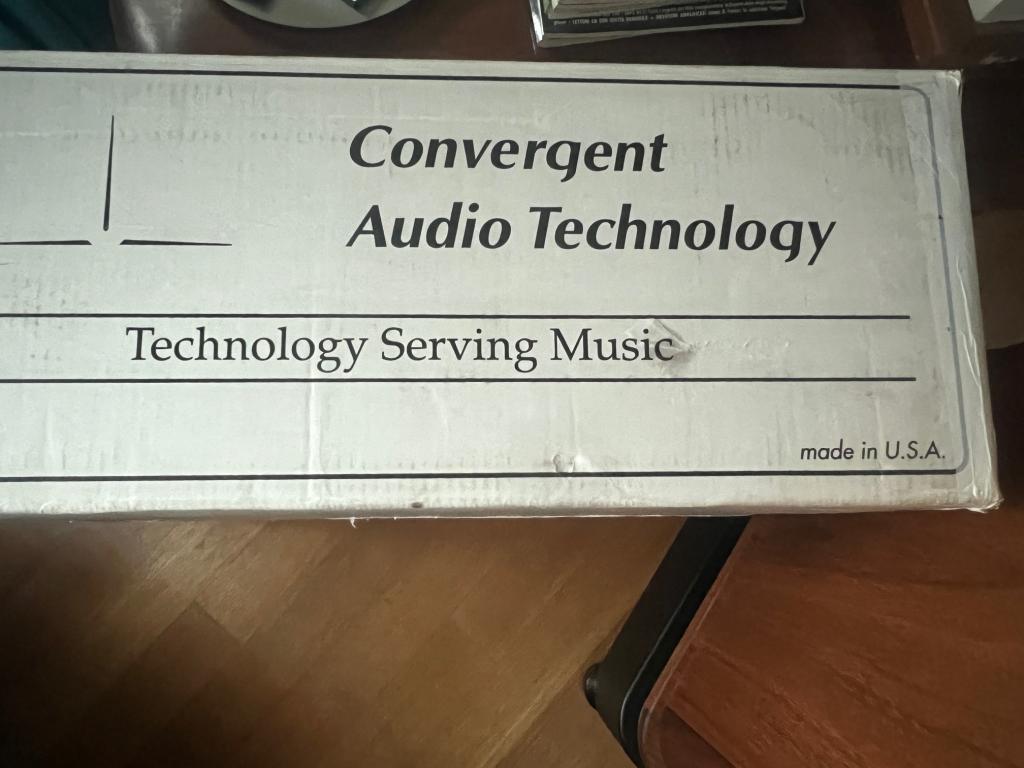 Convergent
Audio Technology
Technology Serving Music
made in U.S.A.